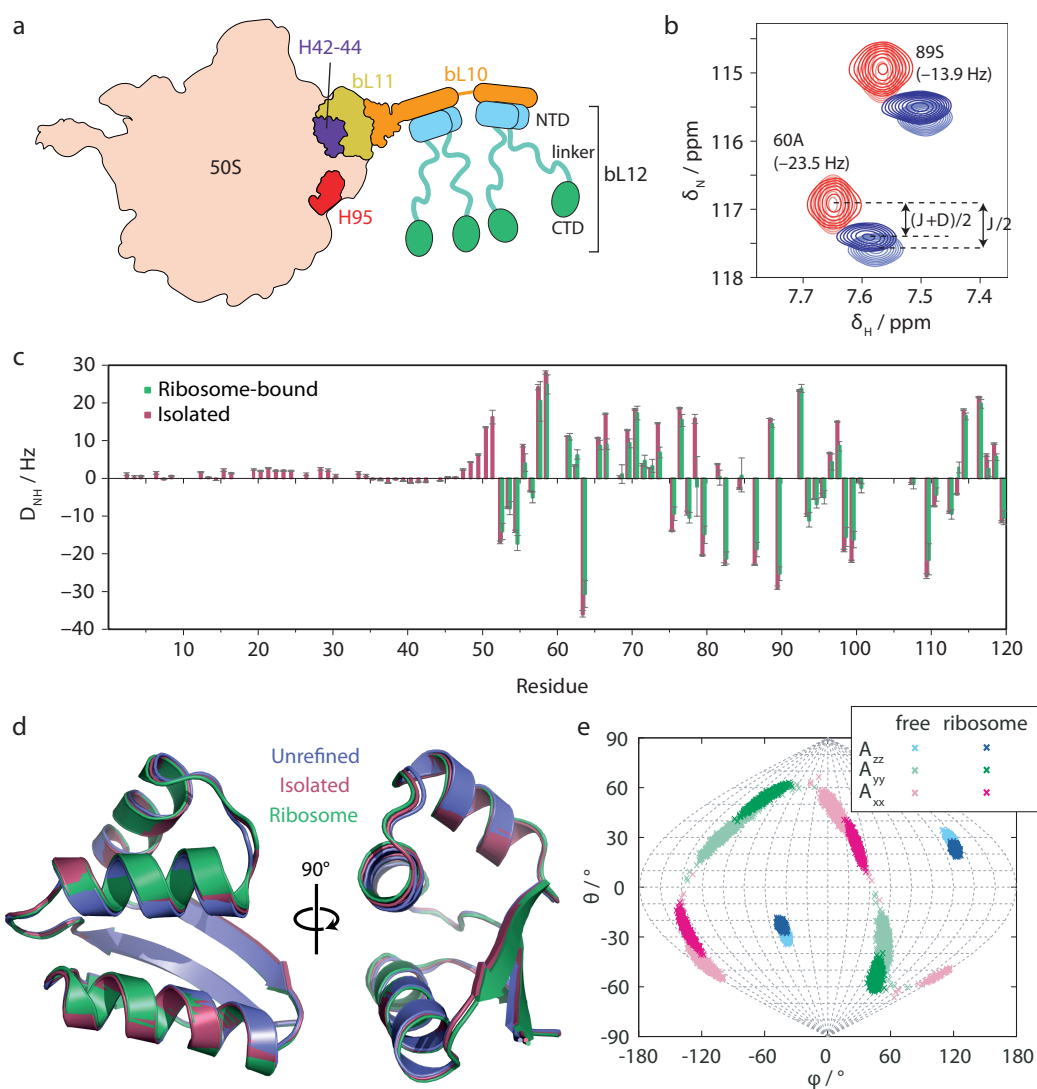 a
H42-44
bL11
bL10
NTD
50S
linker
bL12
H95
CTD
b
115
116
117
118
δN / ppm
89S
(–13.9 Hz)
60A
(–23.5 Hz)
(J+D)/2
J/2
7.7 7.6 7.5 7.4
δH / ppm
c
30
20
10
0
–10
–20
–30
–40
DNH / Hz
Ribosome-bound
Isolated
10 20 30 40 50 60 70 80 90 100 110 120
Residue
d
Unrefined
Isolated
Ribosome
90°
e
free ribosome
Azz
Ayy
Axx
90
60
30
0
-30
-60
-90
θ / °
-180 -120 -60 0 60 120 180
φ / °